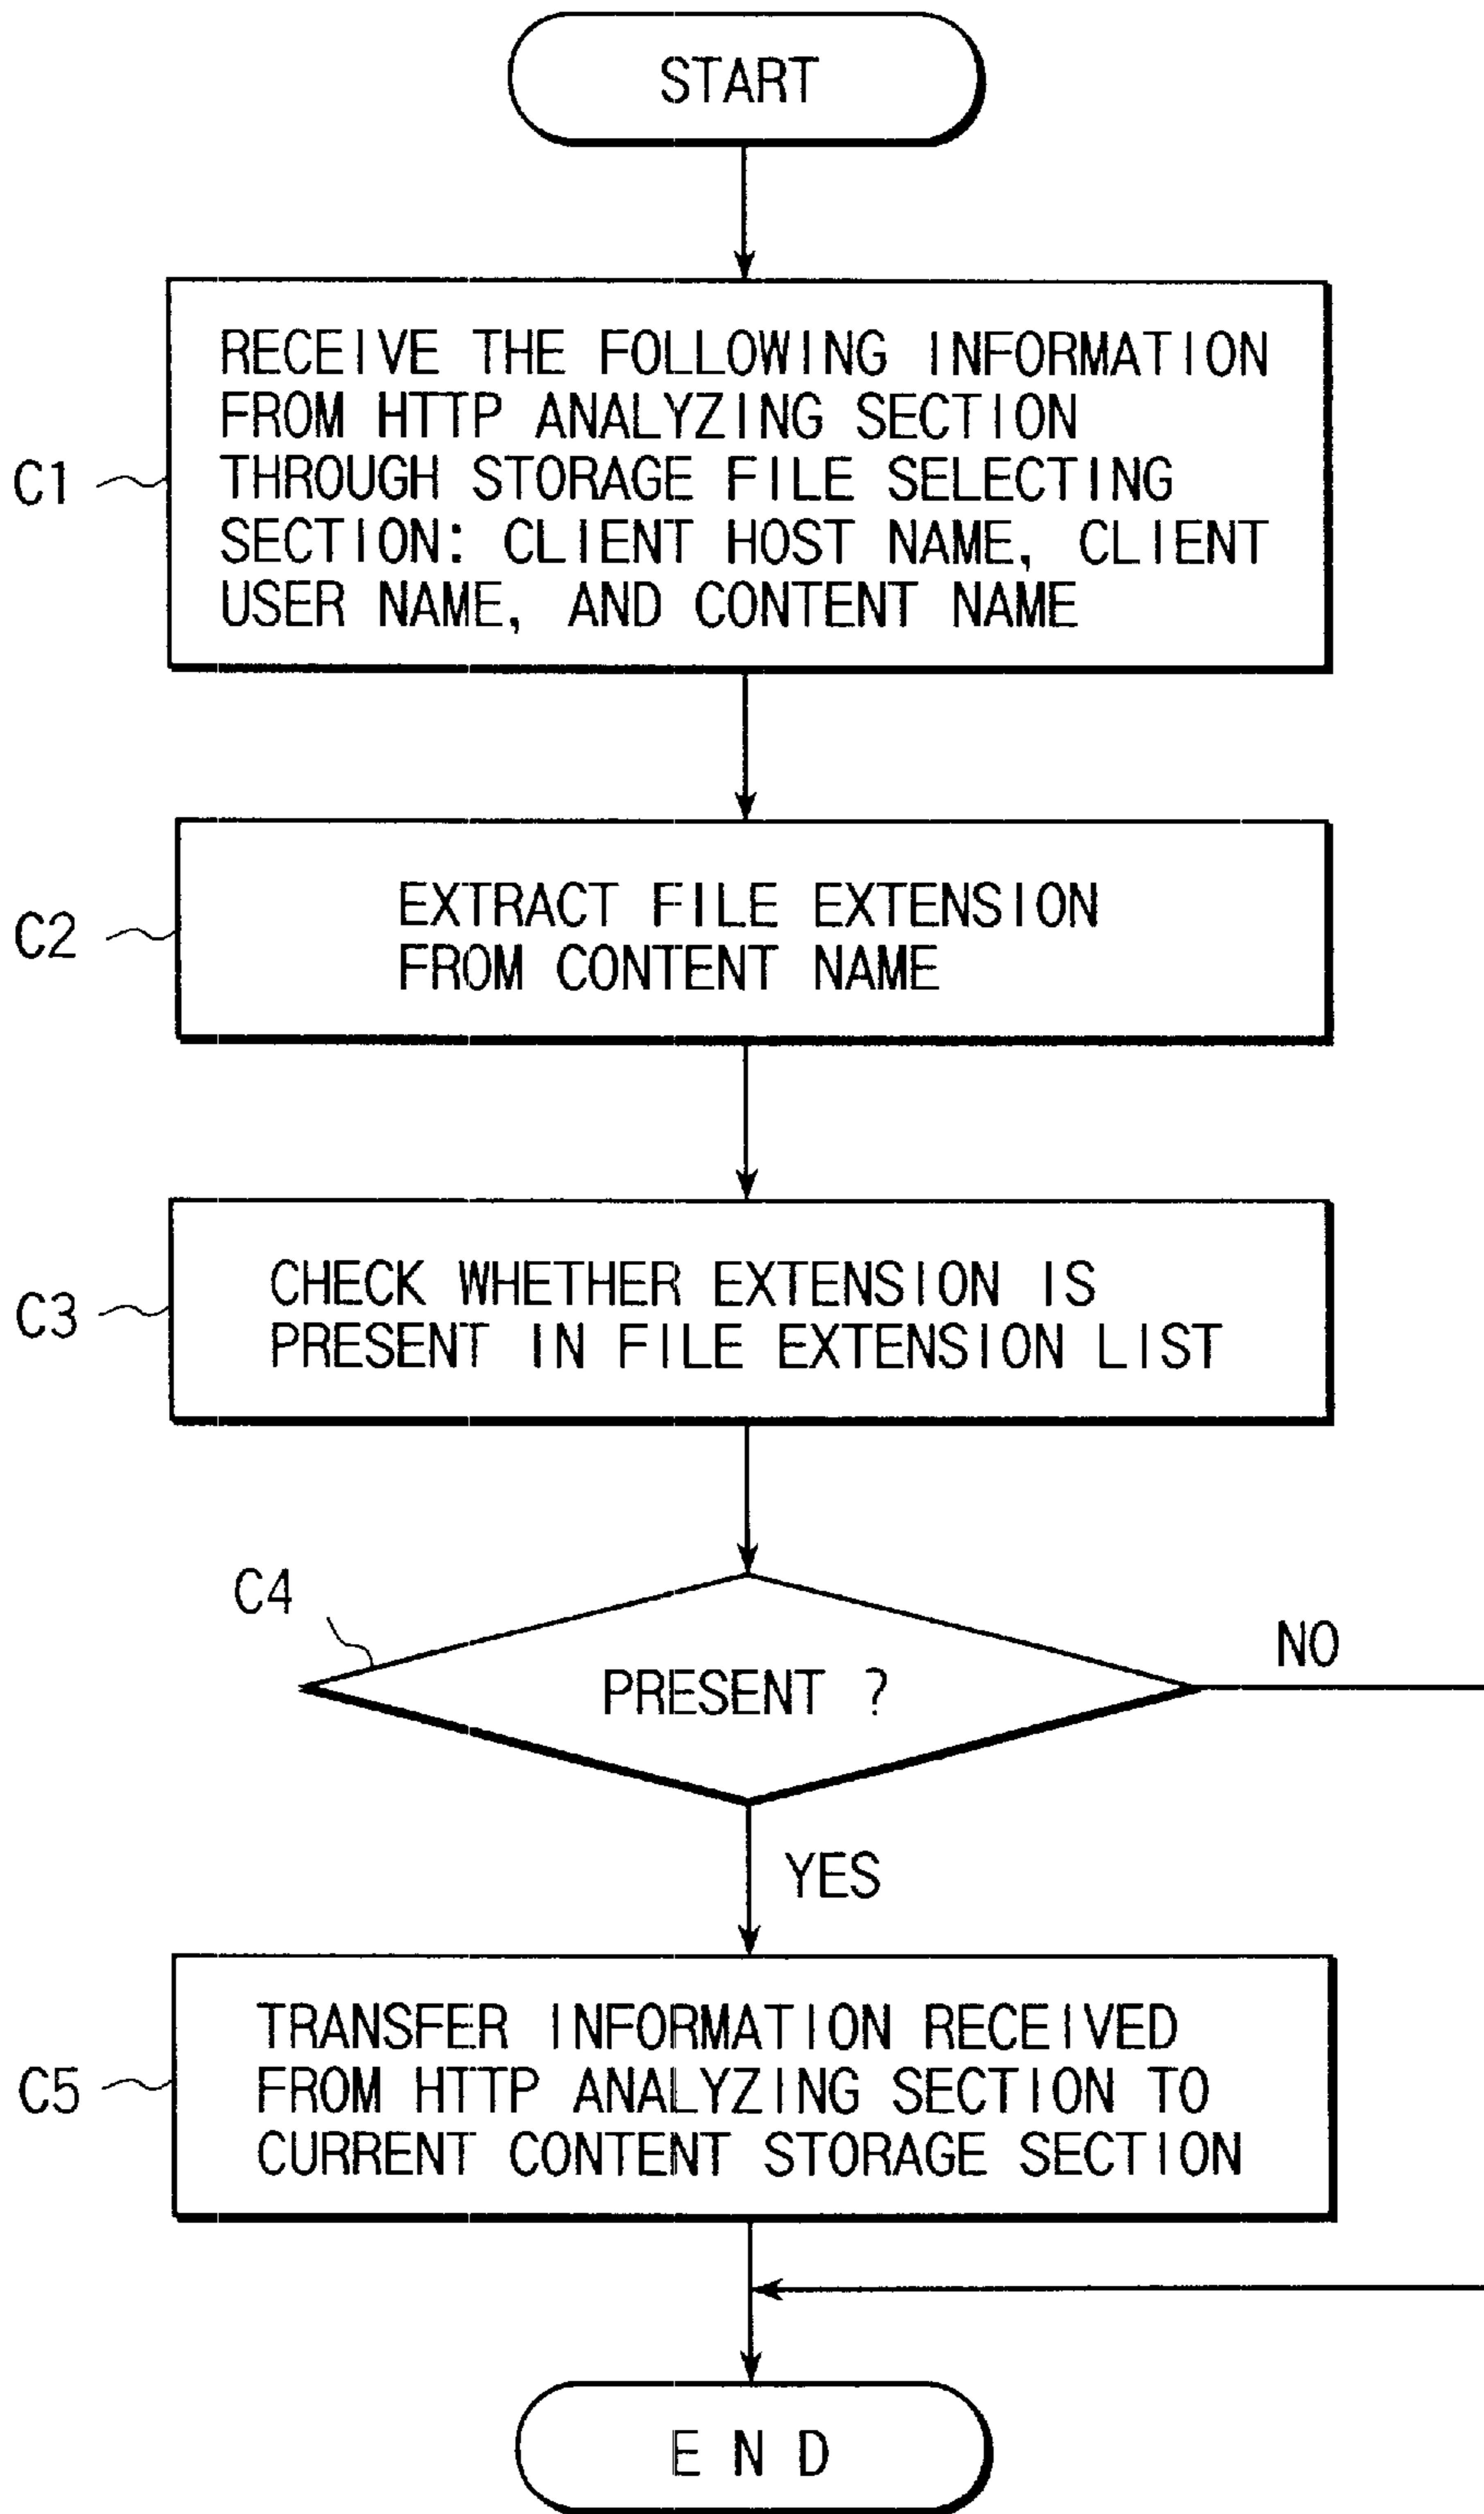 START
RECEIVE THE FOLLOWING INFORMATION
FROM HTTP ANALYZING SECTION
THROUGH STORAGE FILE SELECTING
SECTION: CLIENT HOST NAME, CLIENT
USER NAME, AND CONTENT NAME
C1
EXTRACT FILE EXTENSION
FROM CONTENT NAME
C2
CHECK WHETHER EXTENSION IS
PRESENT IN FILE EXTENSION LIST
C3
C4
PRESENT ?
NO
YES
TRANSFER INFORMATION RECEIVED
FROM HTTP ANALYZING SECTION TO
CURRENT CONTENT STORAGE SECTION
C5
END